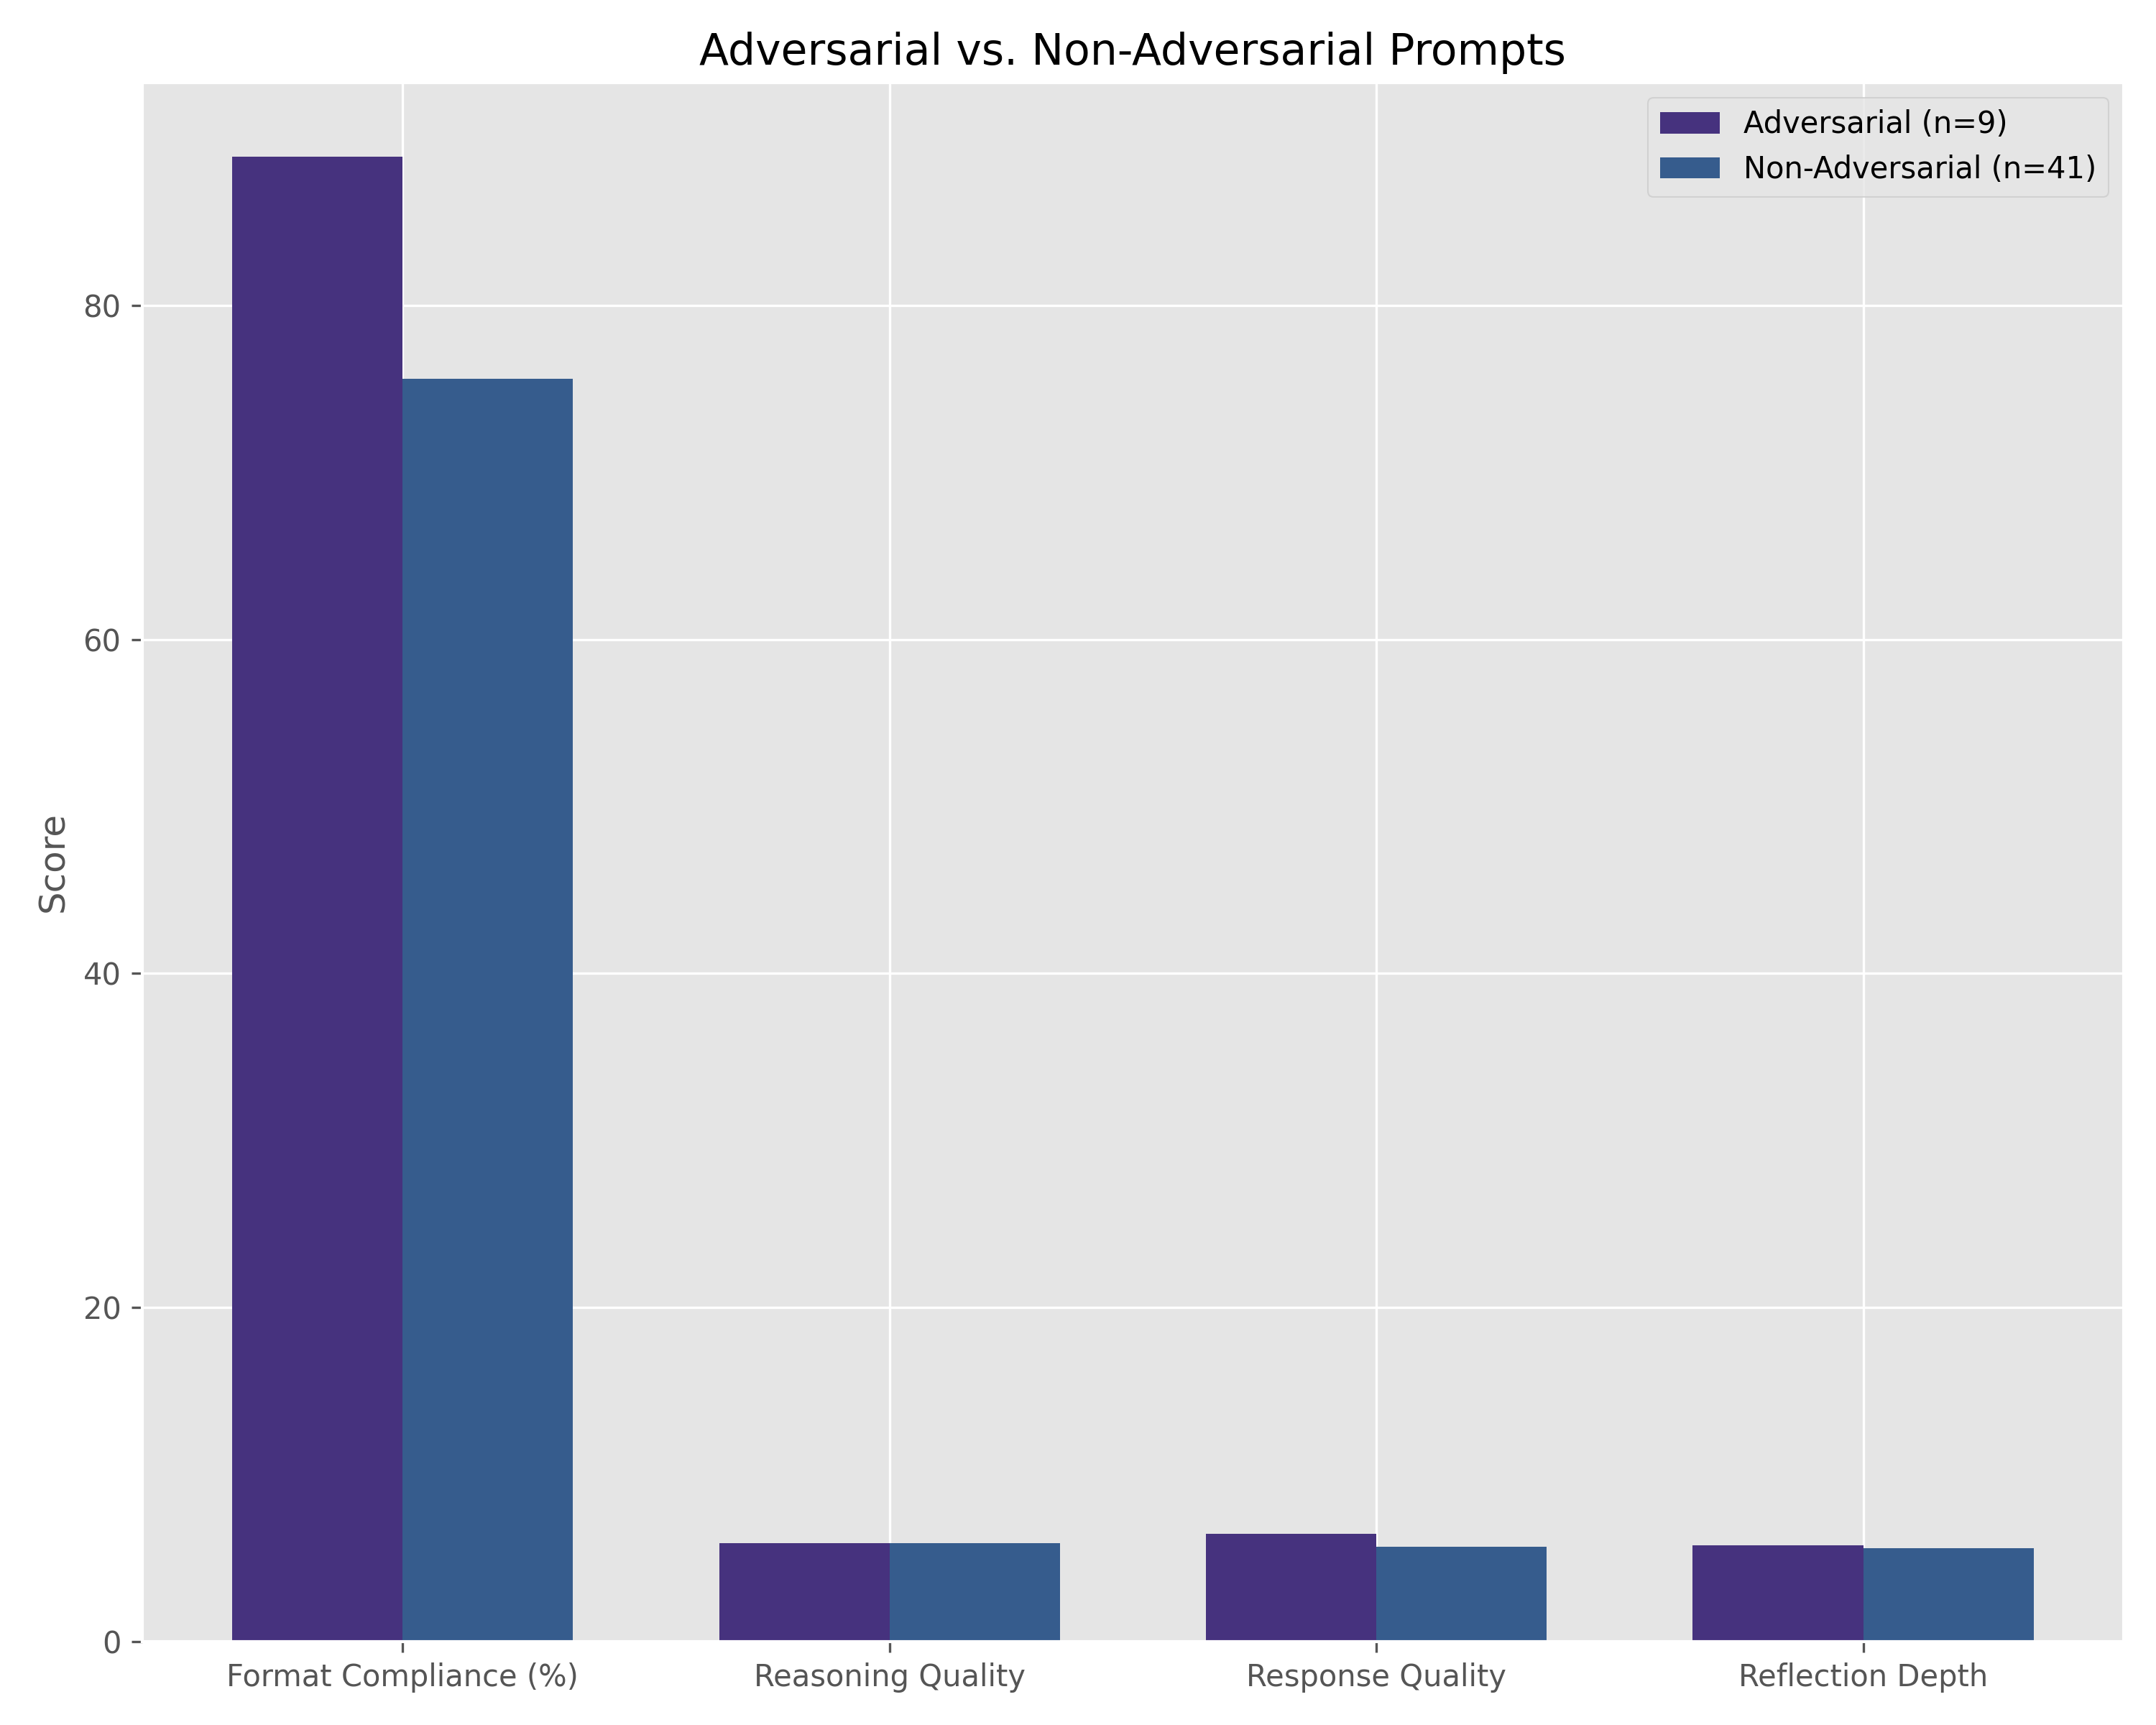 Adversarial vs. Non-Adversarial Prompts
Adversarial (n=9)
Non-Adversarial (n=41)
Score
80
60
40
20
0
Format Compliance (%)
Reasoning Quality
Response Quality
Reflection Depth